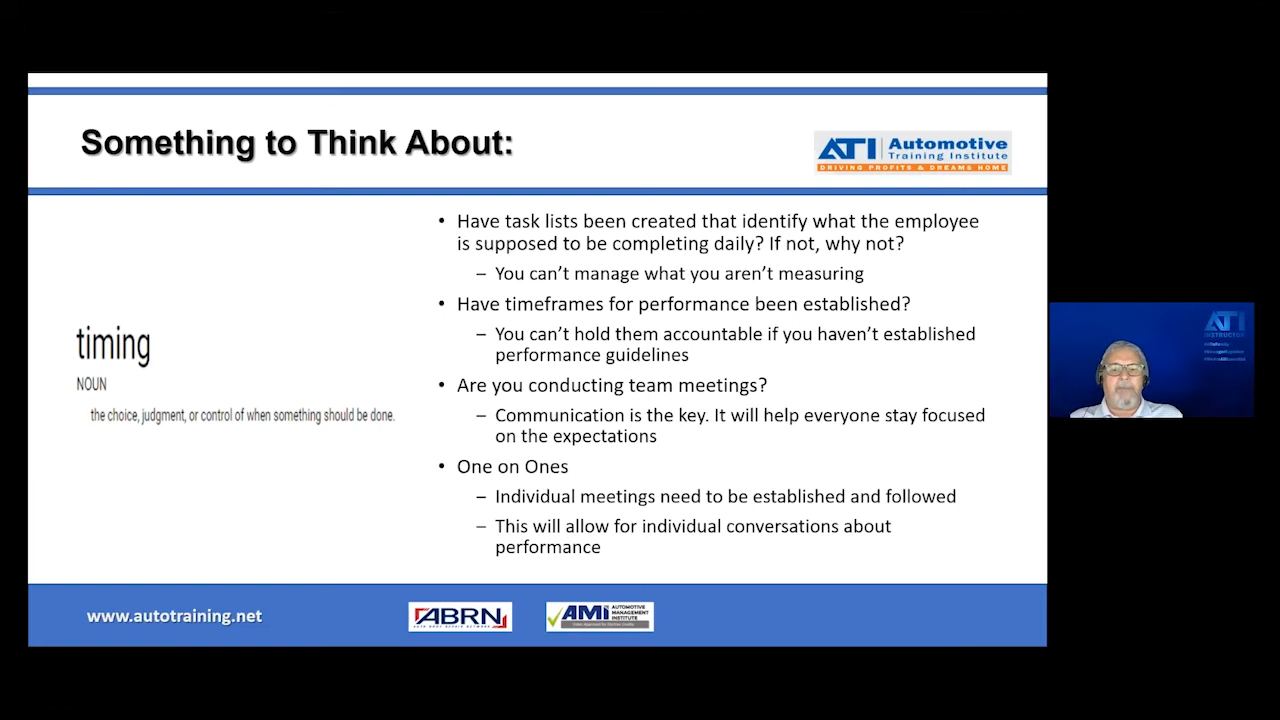 Something to Think About:
ATI Automotive
Training Institute
DRIVING PROFITS & DREAMS HOME
• Have task lists been created that identify what the employee
is supposed to be completing daily? If not, why not?
– You can’t manage what you aren’t measuring
• Have timeframes for performance been established?
– You can’t hold them accountable if you haven’t established
performance guidelines
• Are you conducting team meetings?
– Communication is the key. It will help everyone stay focused
on the expectations
• One on Ones
– Individual meetings need to be established and followed
– This will allow for individual conversations about
performance
timing
NOUN
the choice, judgment, or control of when something should be done.
ATI
INSTRUCTOR
www.autotraining.net
ABRN
AUTO BODY REPAIR NETWORK
AMi AUTOMOTIVE
MANAGEMENT
INSTITUTE